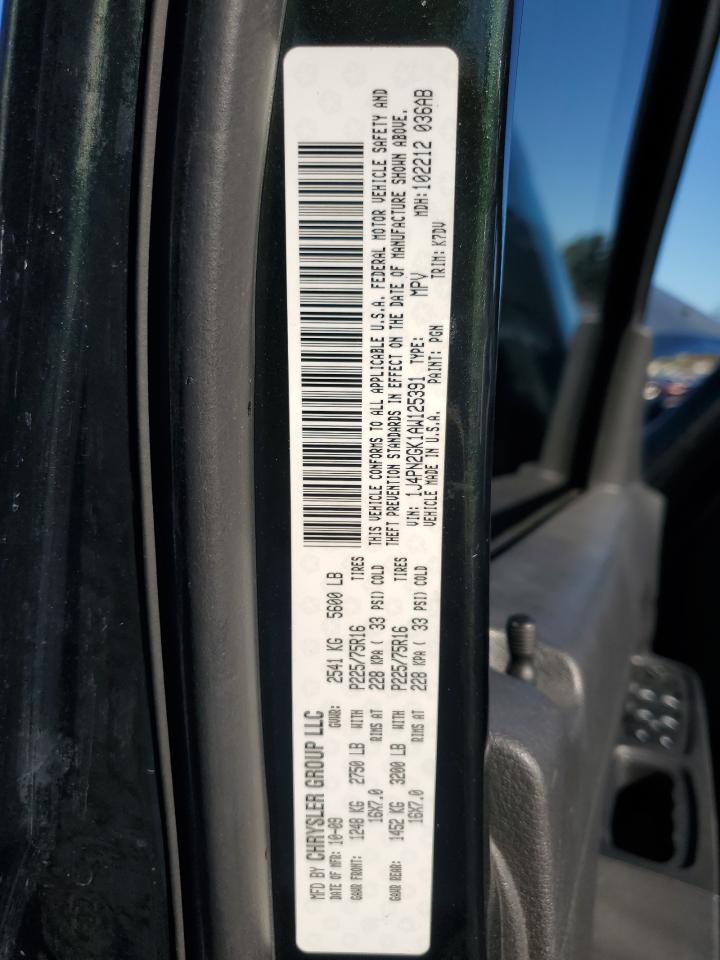 MFD BY CHRYSLER GROUP LLC
DATE OF MFR: 10-09 GVWR: 2541 KG 5600 LB
GAWR FRONT: 1248 KG 2750 LB WITH P225/75R16 TIRES
16X7.0 RIMS AT 228 KPA ( 33 PSI) COLD
GAWR REAR: 1452 KG 3200 LB WITH P225/75R16 TIRES
16X7.0 RIMS AT 228 KPA ( 33 PSI) COLD
THIS VEHICLE CONFORMS TO ALL APPLICABLE U.S.A. FEDERAL MOTOR VEHICLE SAFETY AND
THEFT PREVENTION STANDARDS IN EFFECT ON THE DATE OF MANUFACTURE SHOWN ABOVE.
VIN: 1J4PN2GK1AW125391 TYPE: MPV MDH:102212 036AB
VEHICLE MADE IN U.S.A. PAINT: PGN TRIM: K7DV